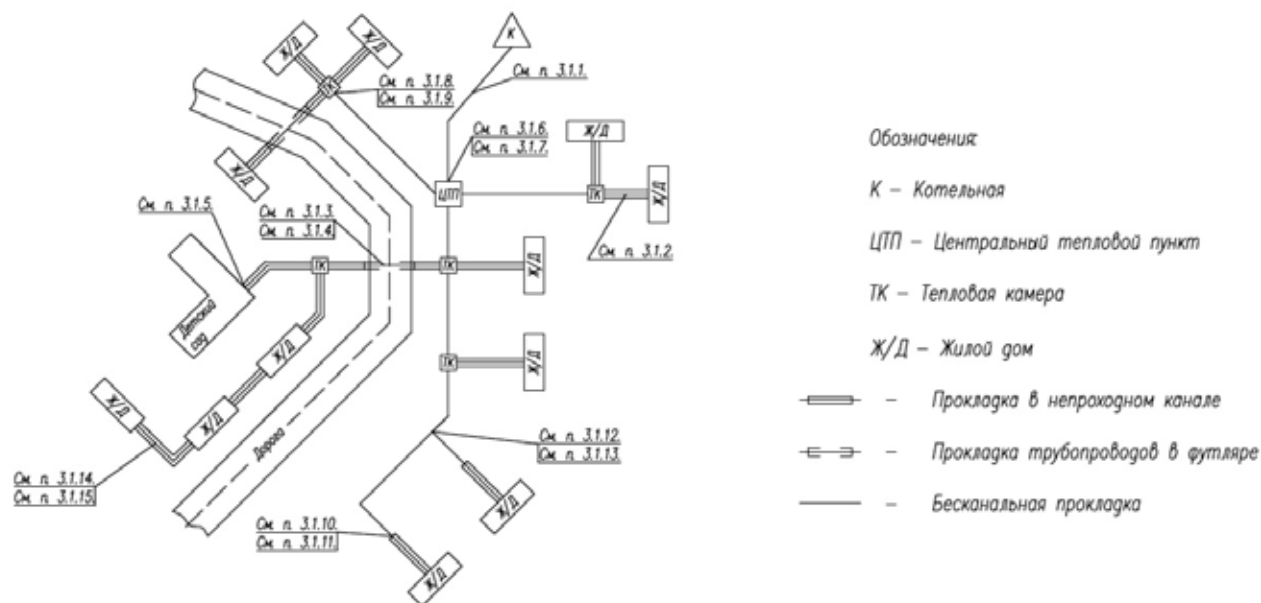 К
Ж/Д
Ж/Д
ТК
См. п. 3.1.8.
См. п. 3.1.9.
См. п. 3.1.1.
Ж/Д
См. п. 3.1.6.
См. п. 3.1.7.
Ж/Д
ЦТП
ТК
Ж/Д
См. п. 3.1.5.
См. п. 3.1.3.
См. п. 3.1.4.
См. п. 3.1.2.
ТК
ТК
Ж/Д
Детский
сад
Ж/Д
ТК
Ж/Д
Ж/Д
Ж/Д
Дорога
См. п. 3.1.12.
См. п. 3.1.13.
См. п. 3.1.14.
См. п. 3.1.15.
Ж/Д
См. п. 3.1.10.
См. п. 3.1.11.
Ж/Д
Обозначения:
К – Котельная
ЦТП – Центральный тепловой пункт
ТК – Тепловая камера
Ж/Д – Жилой дом
– Прокладка в непроходном канале
– Прокладка трубопроводов в футляре
– Бесканальная прокладка